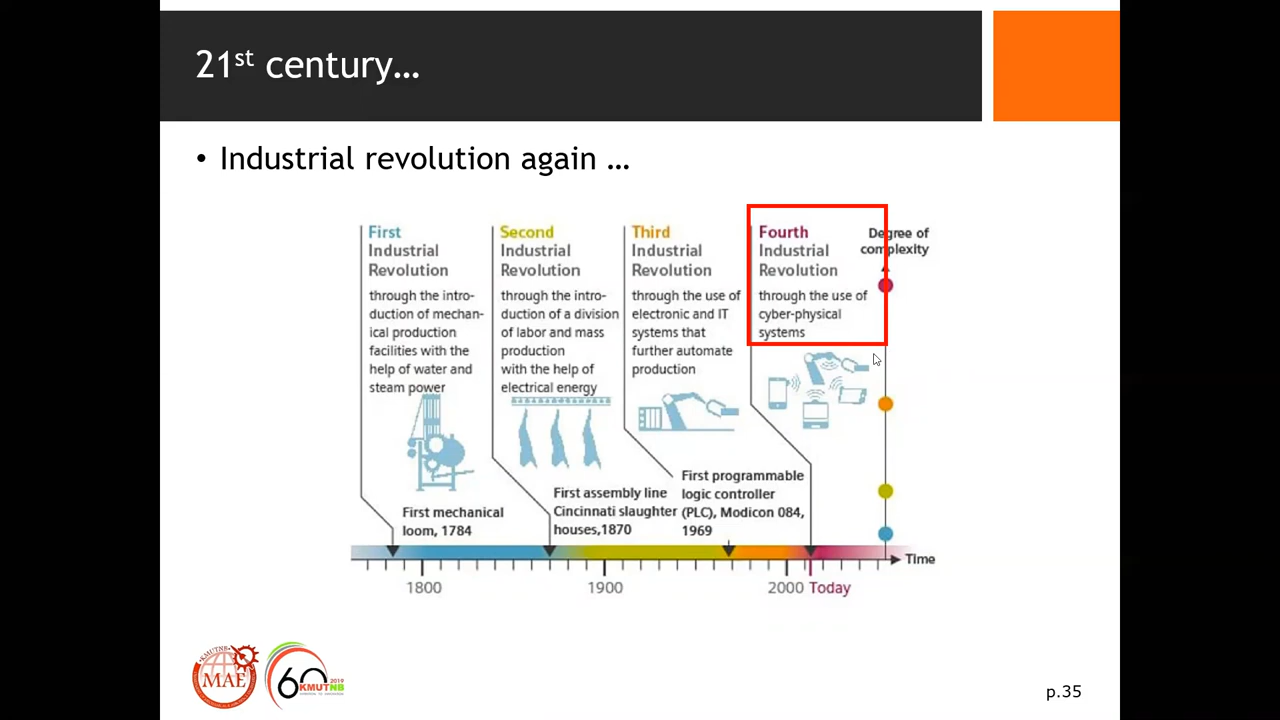 21st century…
• Industrial revolution again …
First
Industrial
Revolution
through the intro-
duction of mechan-
ical production
facilities with the
help of water and
steam power
First mechanical
loom, 1784
Second
Industrial
Revolution
through the intro-
duction of a division
of labor and mass
production
with the help of
electrical energy
First assembly line
Cincinnati slaughter
houses,1870
Third
Industrial
Revolution
through the use of
electronic and IT
systems that
further automate
production
First programmable
logic controller
(PLC), Modicon 084,
1969
Fourth
Industrial
Revolution
through the use of
cyber-physical
systems
Degree of
complexity
Time
1800
1900
2000
Today
KMUTNB
MAE
60
2019
KMUTNB
p.35